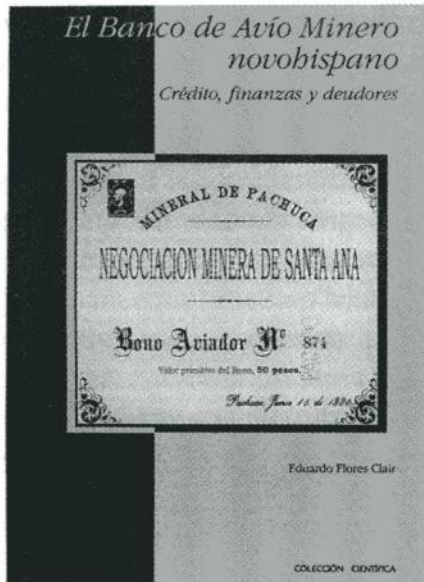 El Banco de Avío Minero
novohispano
Crédito, finanzas y deudores
MINERAL DE PACHUCA
NEGOCIACION MINERA DE SANTA ANA
Bono Aviador Nº 874
Valor primitivo del Bono, 50 pesos.
Pachuca, Junio 15 de 1886
Eduardo Flores Clair
COLECCIÓN CIENTÍFICA